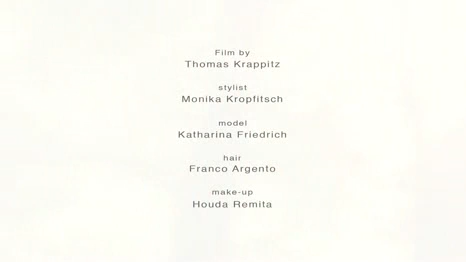 Film by
Thomas Krappitz
stylist
Monika Kropfitsch
model
Katharina Friedrich
hair
Franco Argento
make-up
Houda Remita